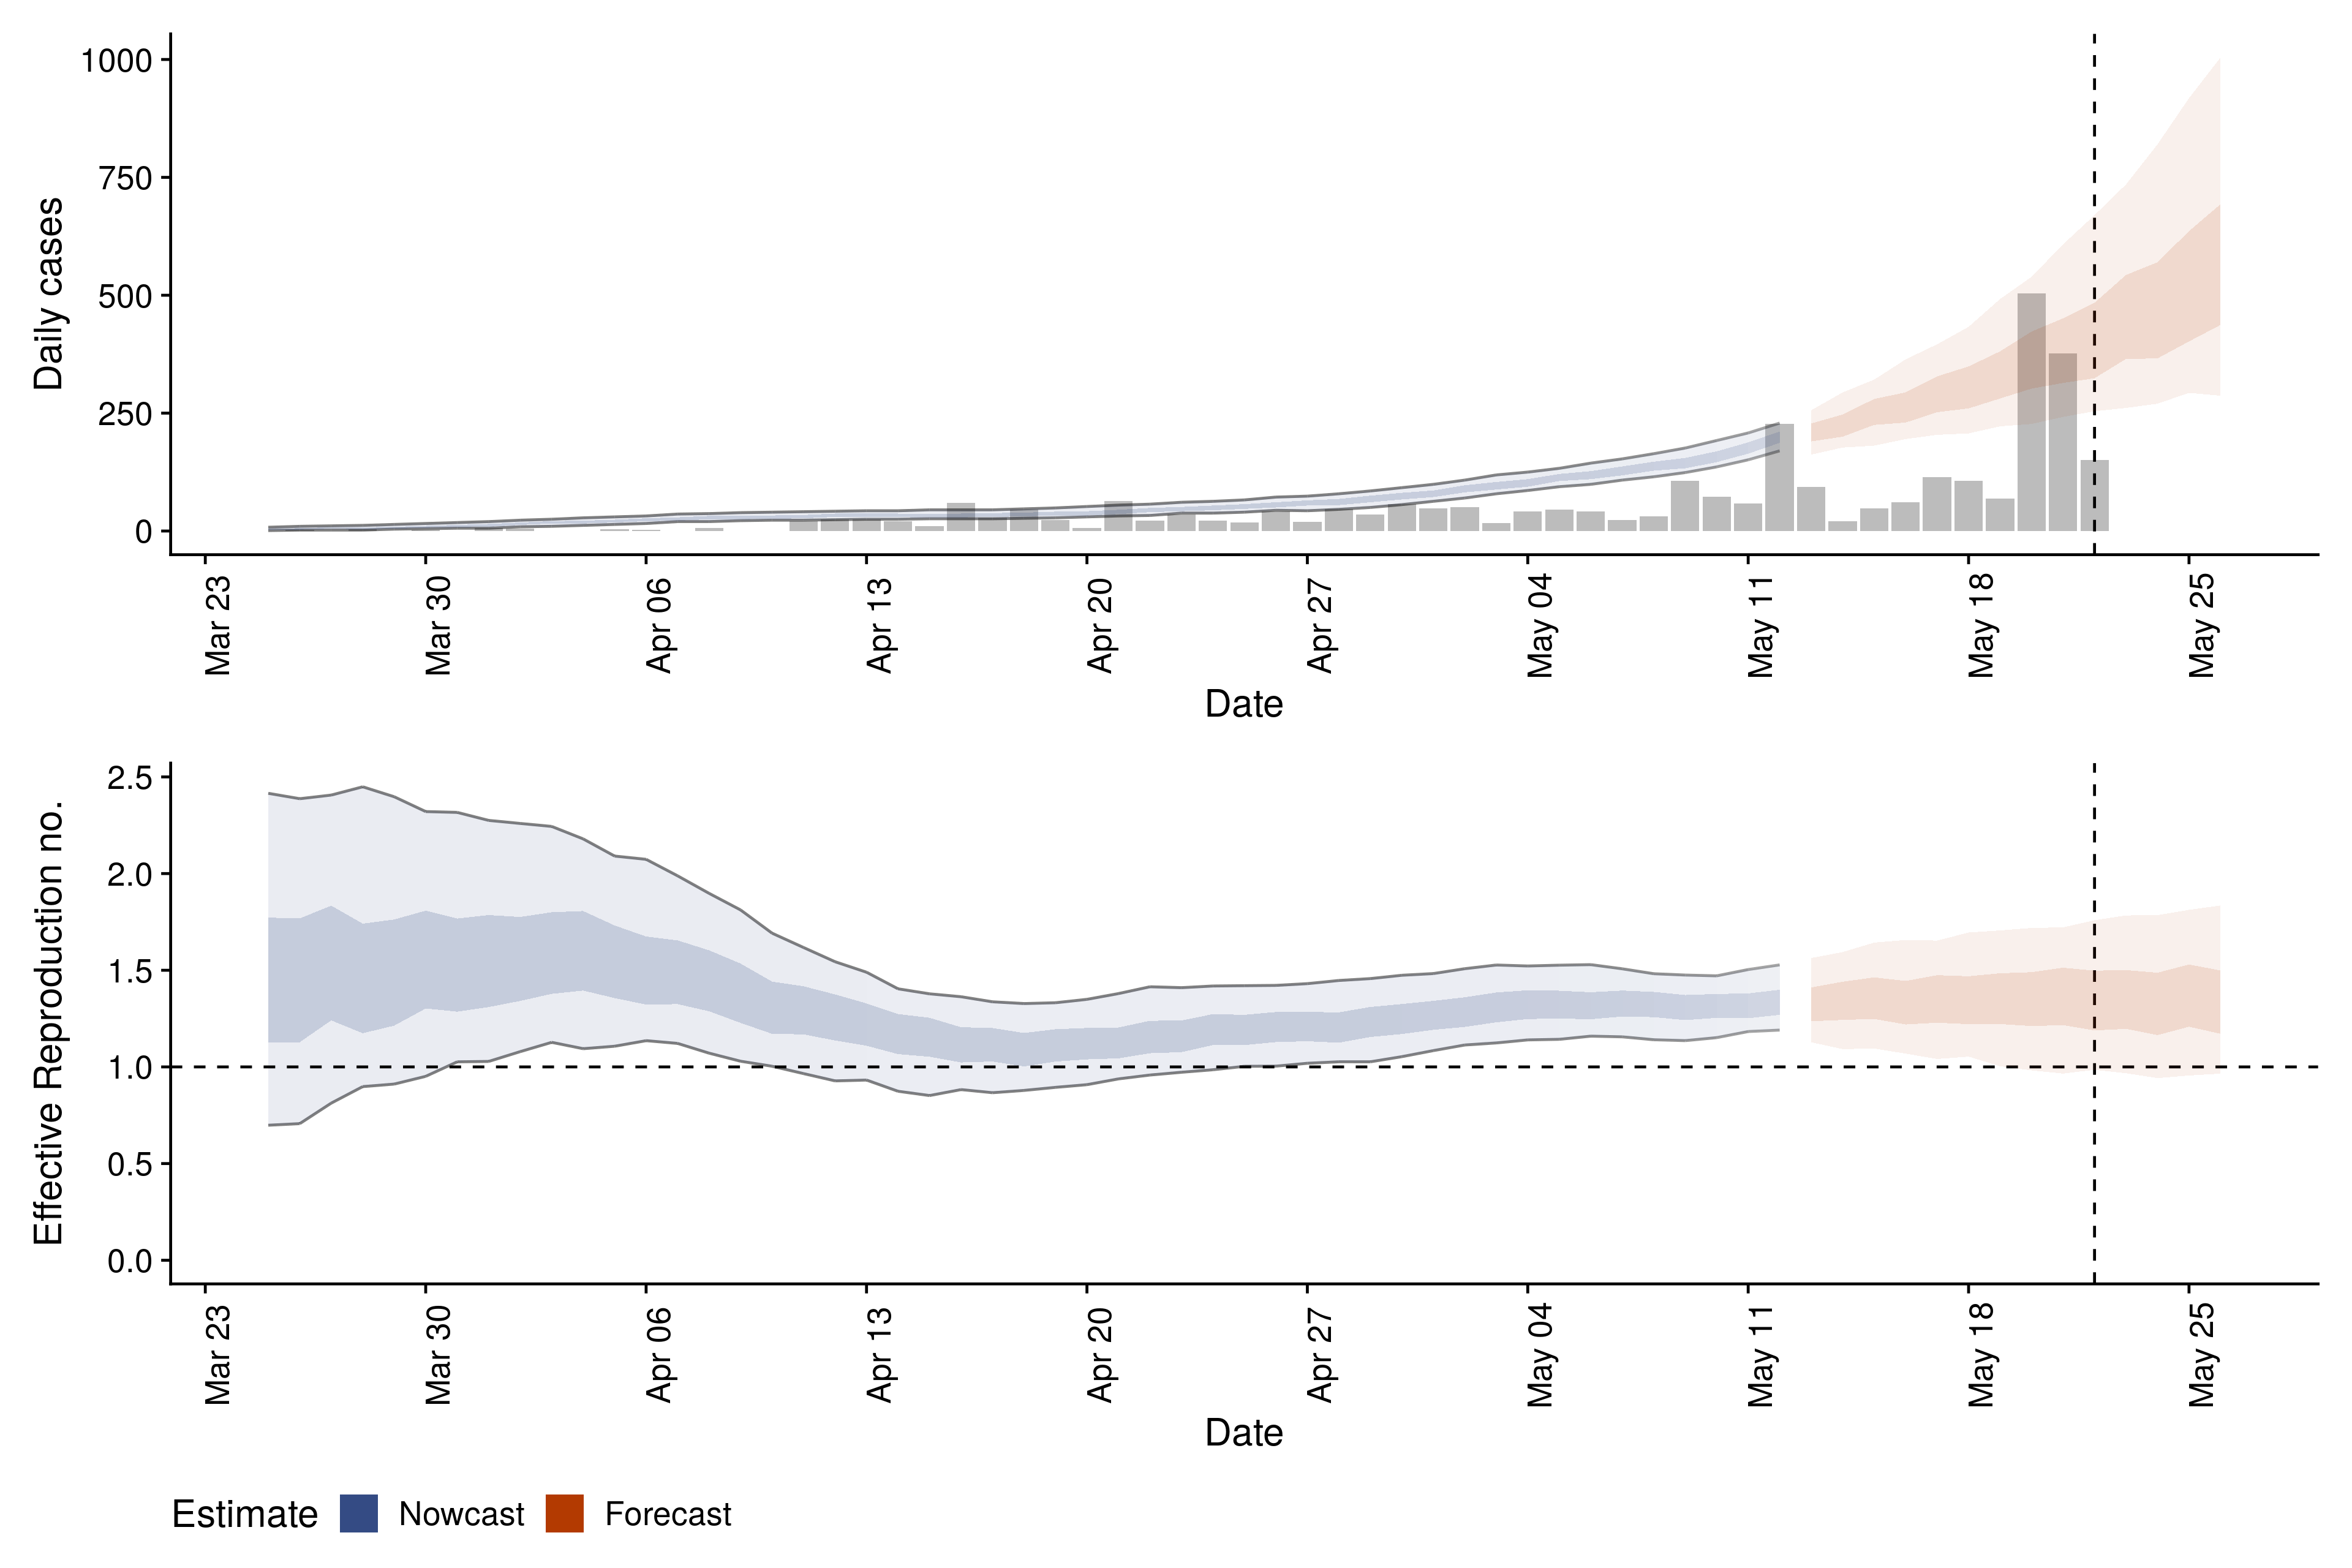 1000
750
500
250
0
Daily cases
Mar 23
Mar 30
Apr 06
Apr 13
Apr 20
Apr 27
May 04
May 11
May 18
May 25
Date
2.5
2.0
1.5
1.0
0.5
0.0
Effective Reproduction no.
Mar 23
Mar 30
Apr 06
Apr 13
Apr 20
Apr 27
May 04
May 11
May 18
May 25
Date
Estimate Nowcast Forecast